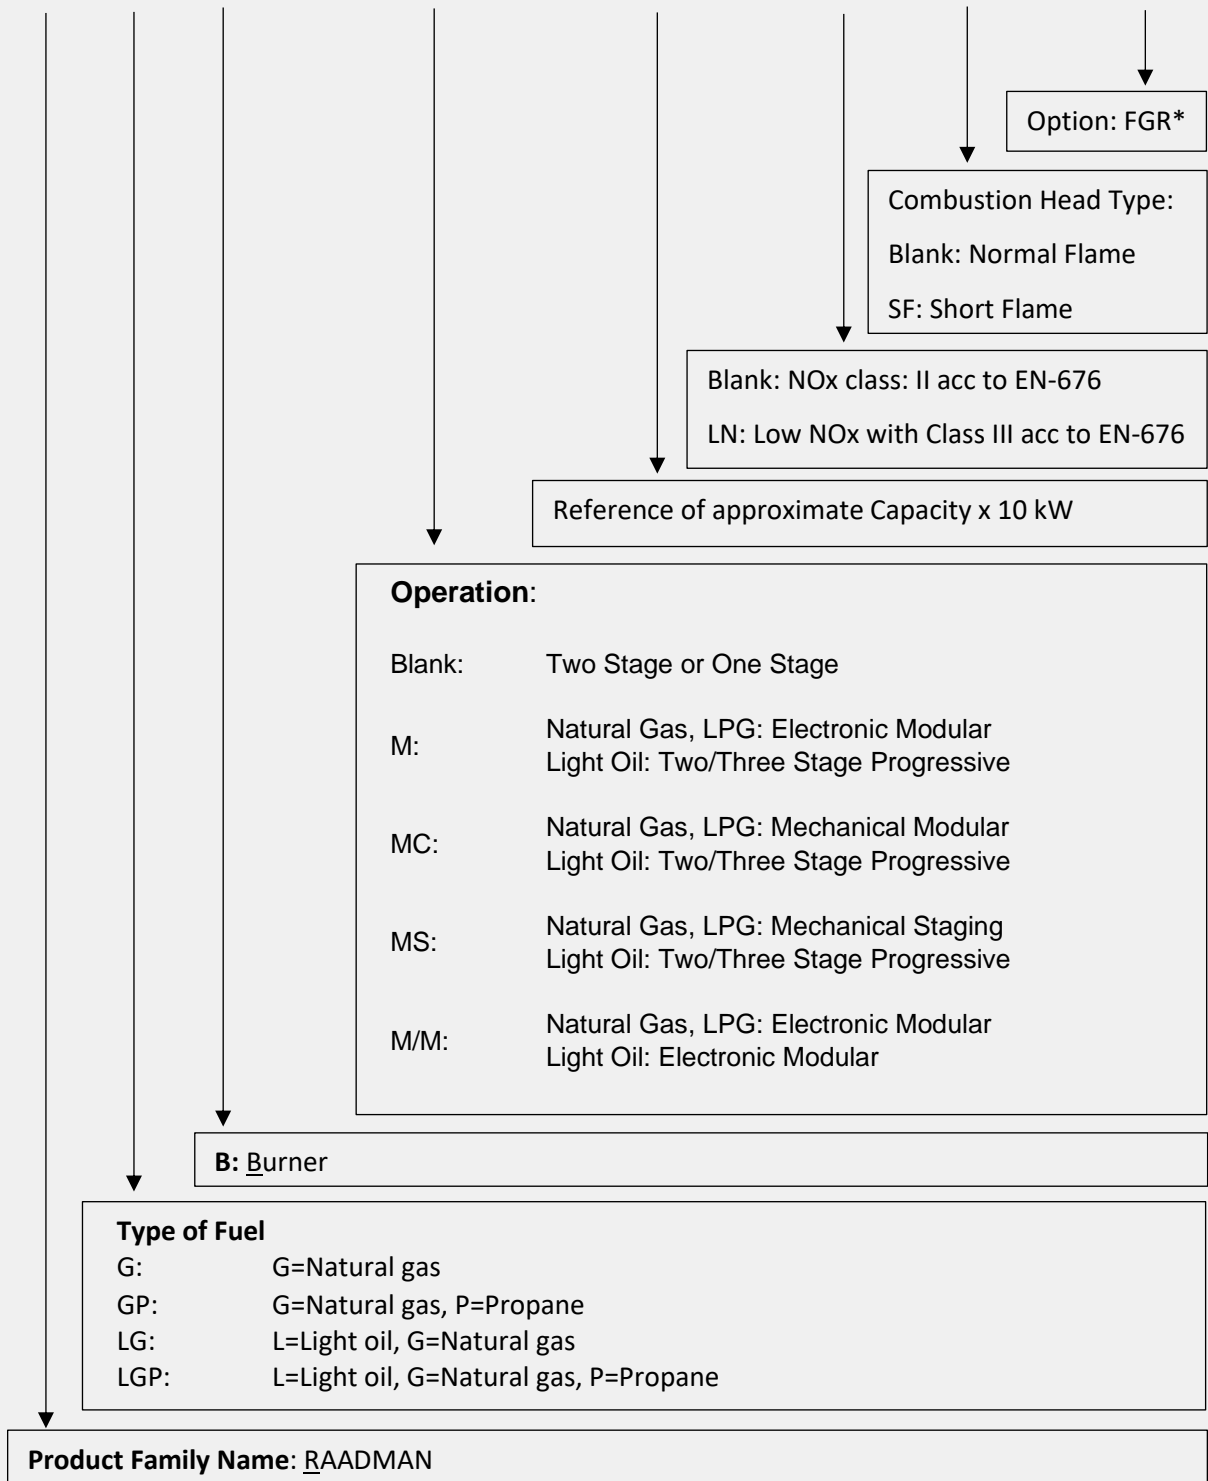 Option: FGR*
Combustion Head Type:
Blank: Normal Flame
SF: Short Flame
Blank: NOx class: II acc to EN-676
LN: Low NOx with Class III acc to EN-676
Reference of approximate Capacity x 10 kW
Operation:
Blank: Two Stage or One Stage
M: Natural Gas, LPG: Electronic Modular
Light Oil: Two/Three Stage Progressive
MC: Natural Gas, LPG: Mechanical Modular
Light Oil: Two/Three Stage Progressive
MS: Natural Gas, LPG: Mechanical Staging
Light Oil: Two/Three Stage Progressive
M/M: Natural Gas, LPG: Electronic Modular
Light Oil: Electronic Modular
B: Burner
Type of Fuel
G: G=Natural gas
GP: G=Natural gas, P=Propane
LG: L=Light oil, G=Natural gas
LGP: L=Light oil, G=Natural gas, P=Propane
Product Family Name: RAADMAN